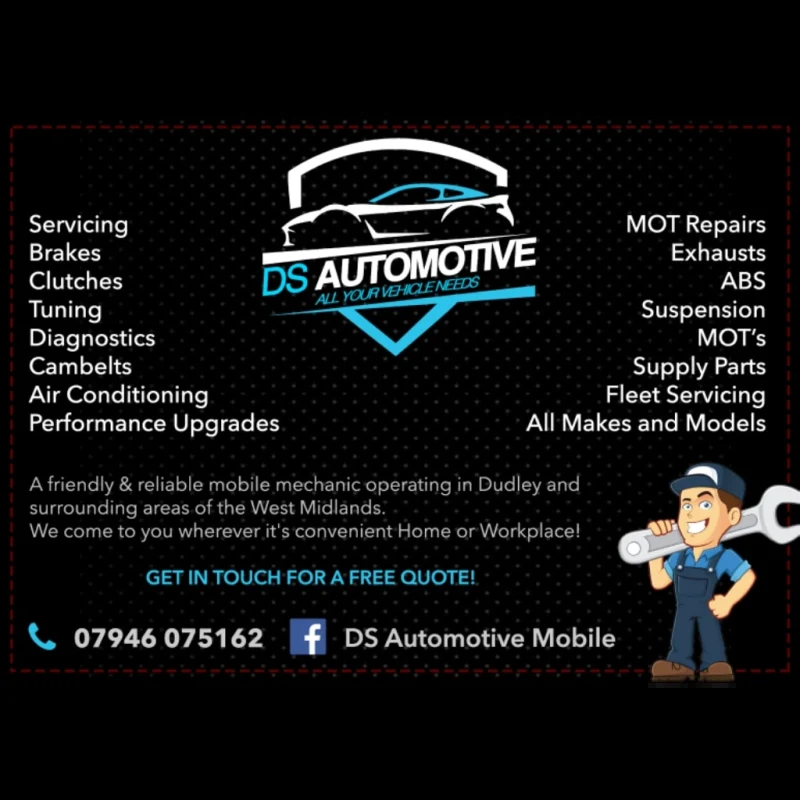 DS AUTOMOTIVE
ALL YOUR VEHICLE NEEDS
Servicing
Brakes
Clutches
Tuning
Diagnostics
Cambelts
Air Conditioning
Performance Upgrades
MOT Repairs
Exhausts
ABS
Suspension
MOT's
Supply Parts
Fleet Servicing
All Makes and Models
A friendly & reliable mobile mechanic operating in Dudley and
surrounding areas of the West Midlands.
We come to you wherever it's convenient Home or Workplace!
GET IN TOUCH FOR A FREE QUOTE!
07946 075162
f DS Automotive Mobile